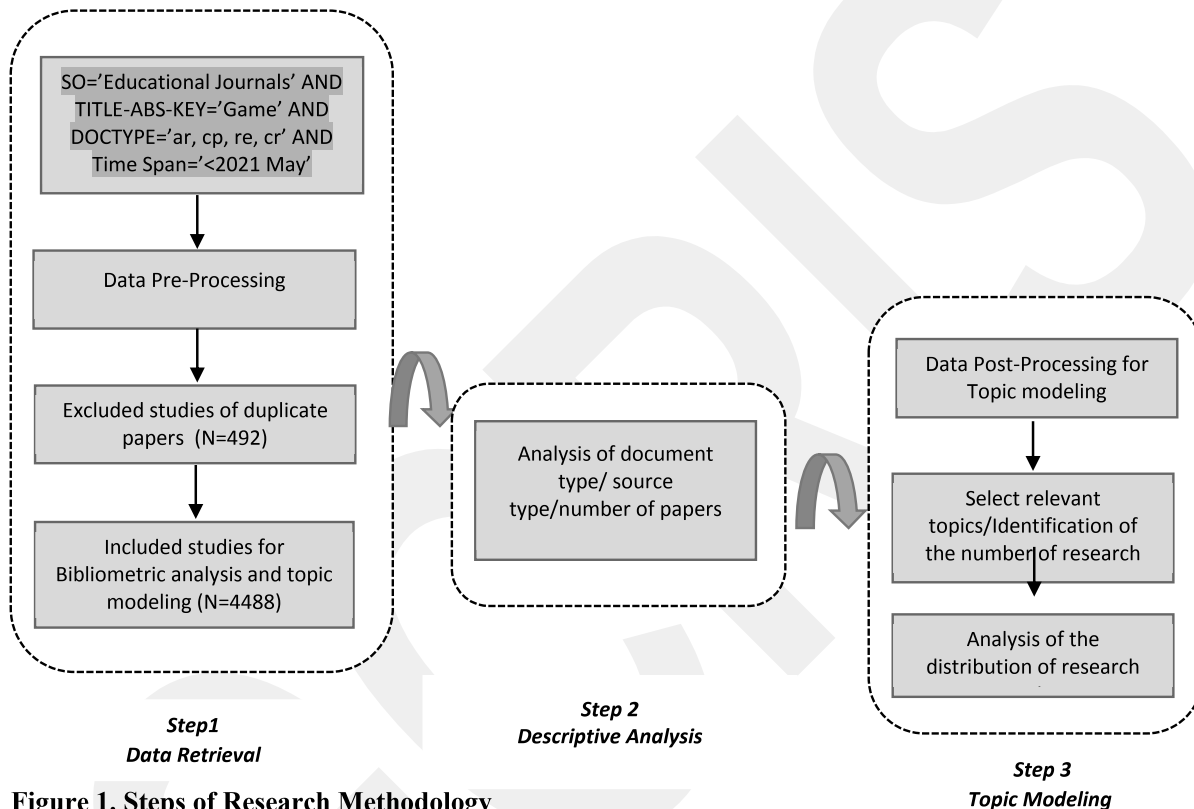 SO='Educational Journals' AND
TITLE-ABS-KEY='Game' AND
DOCTYPE='ar, cp, re, cr' AND
Time Span='<2021 May'
Data Pre-Processing
Excluded studies of duplicate
papers (N=492)
Included studies for
Bibliometric analysis and topic
modeling (N=4488)
Step1
Data Retrieval
Analysis of document
type/ source
type/number of papers
Step 2
Descriptive Analysis
Data Post-Processing for
Topic modeling
Select relevant
topics/Identification of
the number of research
Analysis of the
distribution of research
Step 3
Topic Modeling
Figure 1. Steps of Research Methodology